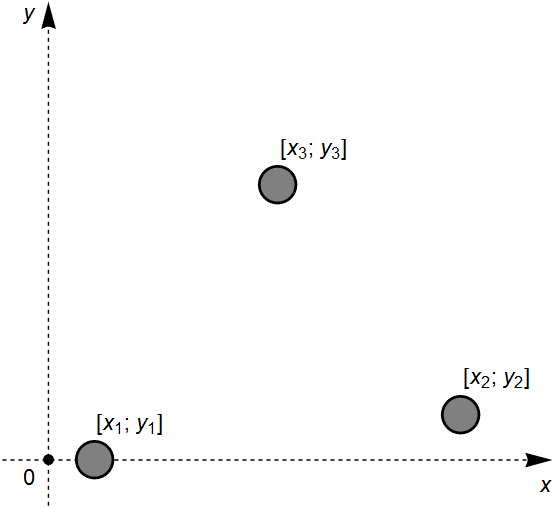 y
[x₃; y₃]
[x₂; y₂]
[x₁; y₁]
0
x